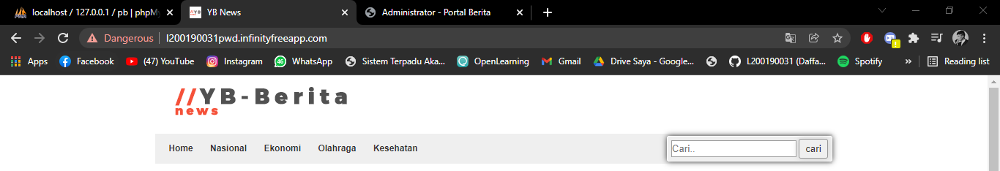 localhost / 127.0.0.1 / pb | phpMy
YB News
Administrator - Portal Berita
Dangerous
l200190031pwd.infinityfreeapp.com
Apps
Facebook
(47) YouTube
Instagram
46
WhatsApp
Sistem Terpadu Aka...
OpenLearning
Gmail
Drive Saya - Google...
L200190031 (Daffa...
Spotify
»
Reading list
//YB-Berita
news
Home Nasional Ekonomi Olahraga Kesehatan
Cari.. cari